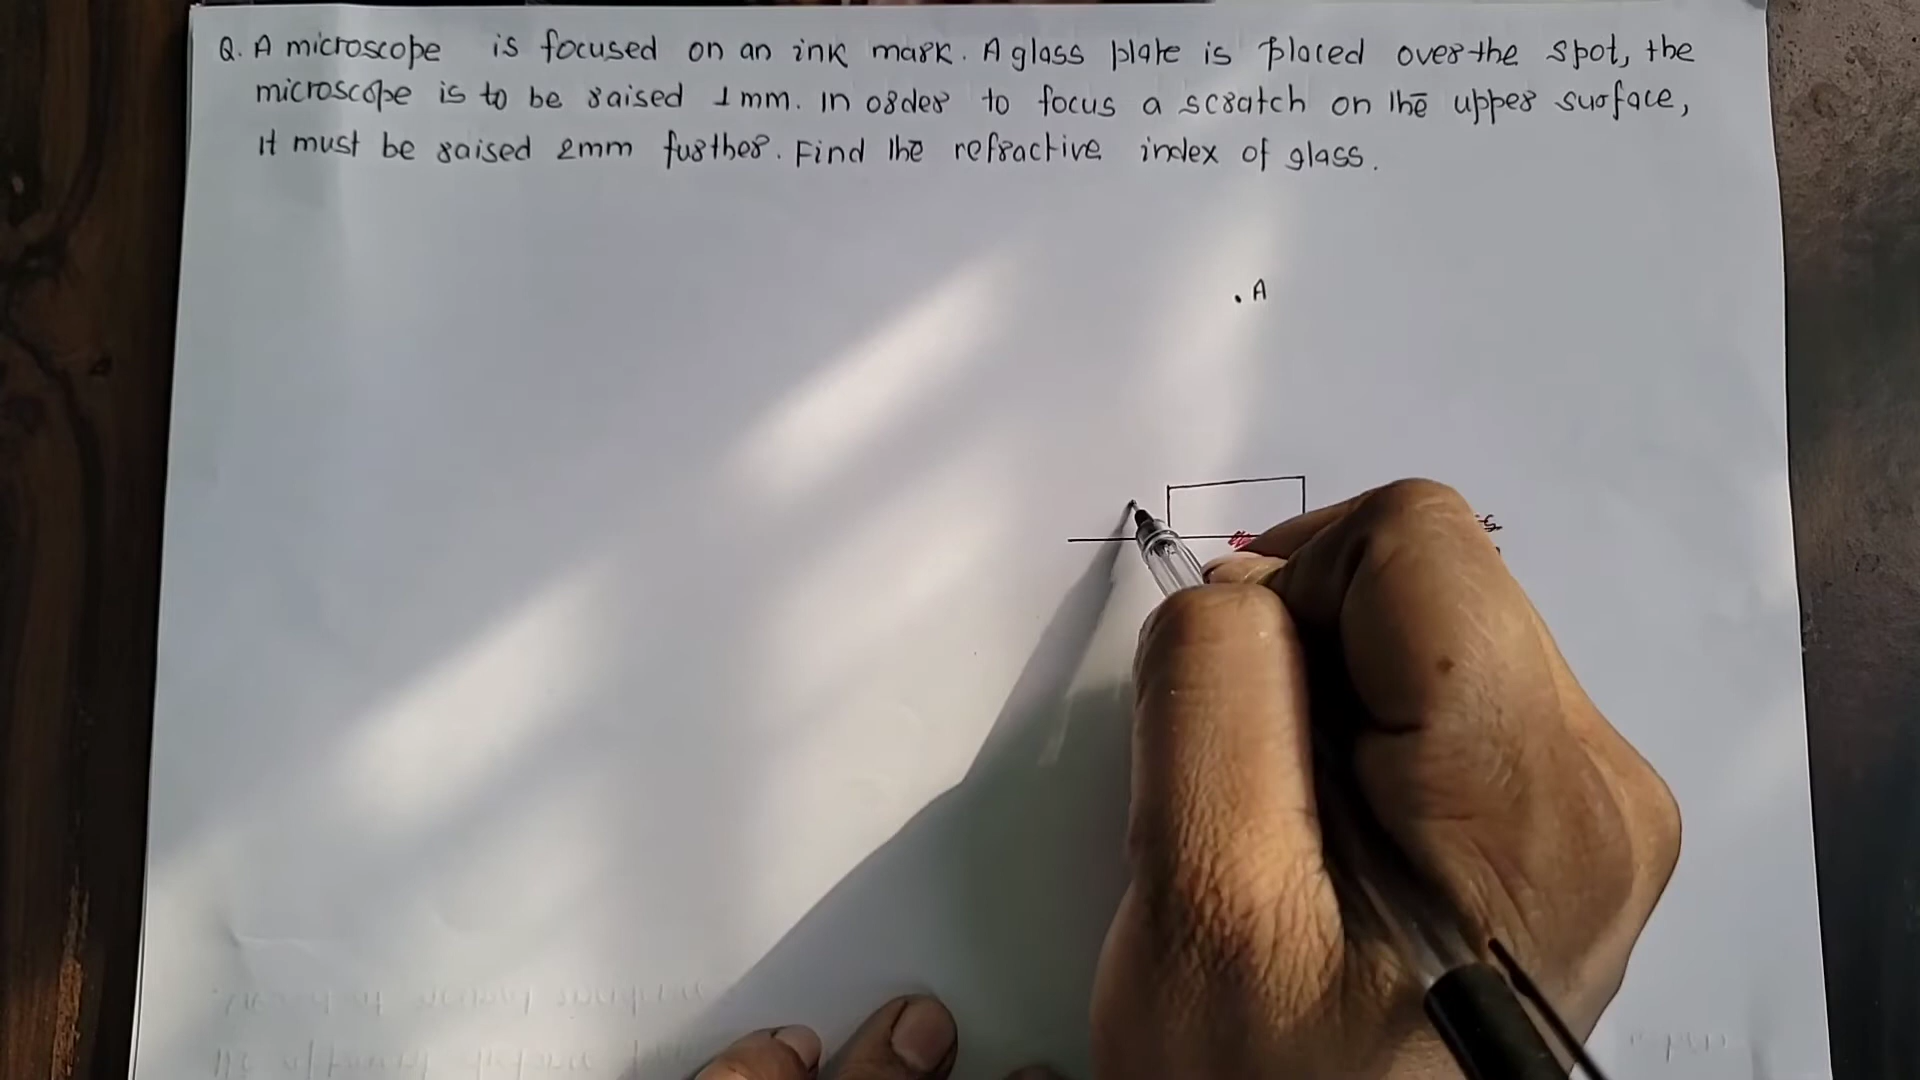 Q. A microscope is focused on an ink mark. A glass plate is placed over the spot, the
microscope is to be raised 1mm. In order to focus a scratch on the upper surface,
it must be raised 2mm further. Find the refractive index of glass.
. A